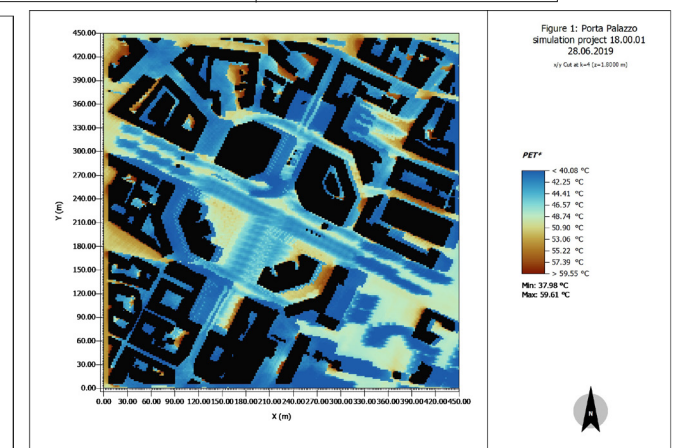 Figure 1: Porta Palazzo
simulation project 18.00.01
28.06.2019
x/y Cut at k=4 (z=1.8000 m)
PET*
< 40.08 °C
42.25 °C
44.41 °C
46.57 °C
48.74 °C
50.90 °C
53.06 °C
55.22 °C
57.39 °C
> 59.55 °C
Min: 37.98 °C
Max: 59.61 °C
N
450.00
420.00
390.00
360.00
330.00
300.00
270.00
240.00
210.00
180.00
150.00
120.00
90.00
60.00
30.00
0.00
Y (m)
0.00 30.00 60.00 90.00 120.00 150.00 180.00 210.00 240.00 270.00 300.00 330.00 360.00 390.00 420.00 450.00
X (m)